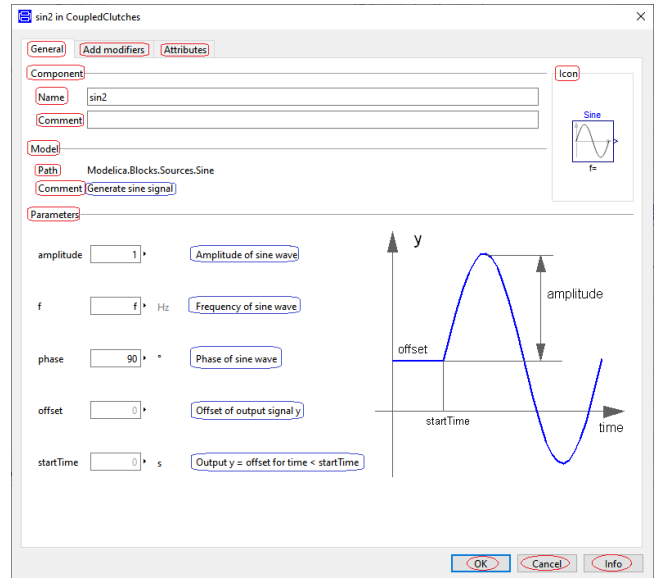 sin2 in CoupledClutches
General Add modifiers Attributes
Component
Icon
Name sin2
Comment
Sine
f=
Model
Path Modelica.Blocks.Sources.Sine
Comment Generate sine signal
Parameters
amplitude 1 Amplitude of sine wave
f f Hz Frequency of sine wave
phase 90 ° Phase of sine wave
offset 0 Offset of output signal y
startTime 0 s Output y = offset for time < startTime
y
amplitude
offset
startTime
time
OK Cancel Info